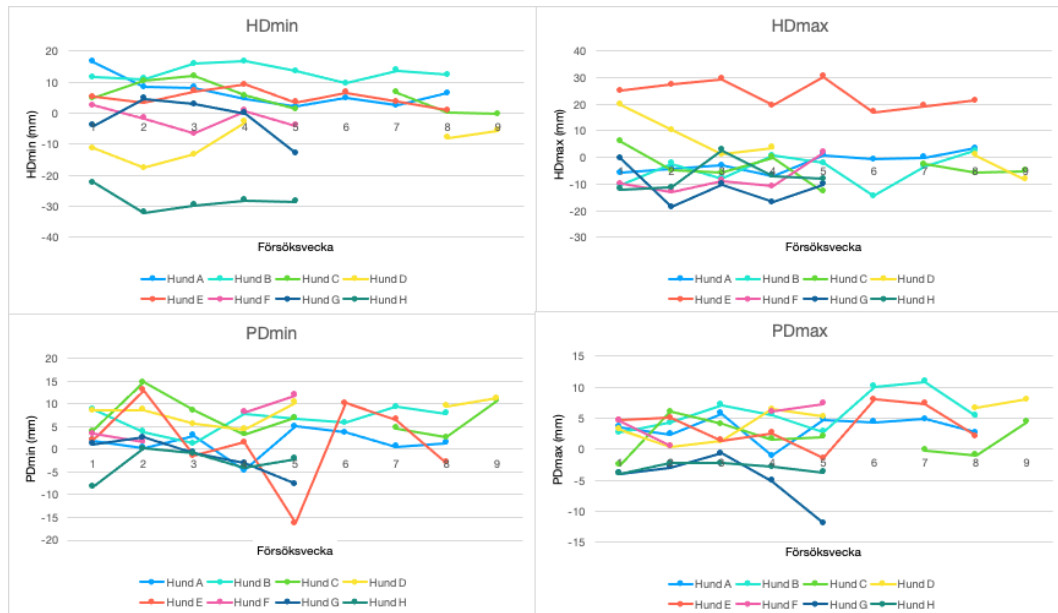 HDmin
20
10
0
-10
-20
-30
-40
HDmin (mm)
1 2 3 4 5 6 7 8 9
Försöksvecka
Hund A Hund B Hund C Hund D
Hund E Hund F Hund G Hund H
HDmax
40
30
20
10
0
-10
-20
-30
HDmax (mm)
1 2 3 4 5 6 7 8 9
Försöksvecka
Hund A Hund B Hund C Hund D
Hund E Hund F Hund G Hund H
PDmin
20
15
10
5
0
-5
-10
-15
-20
PDmin (mm)
1 2 3 4 5 6 7 8 9
Försöksvecka
Hund A Hund B Hund C Hund D
Hund E Hund F Hund G Hund H
PDmax
15
10
5
0
-5
-10
-15
PDmax (mm)
1 2 3 4 5 6 7 8 9
Försöksvecka
Hund A Hund B Hund C Hund D
Hund E Hund F Hund G Hund H